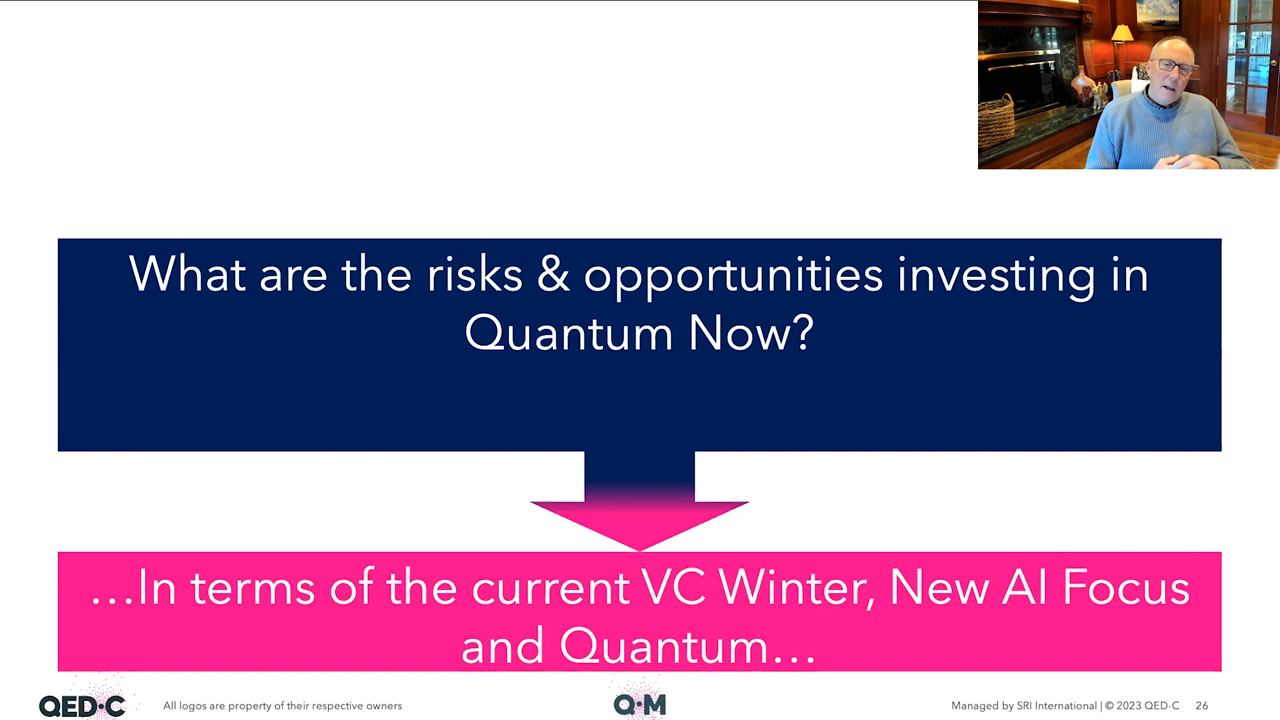 What are the risks & opportunities investing in
Quantum Now?
…In terms of the current VC Winter, New AI Focus
and Quantum…
QED•C
All logos are property of their respective owners
Q•M
Managed by SRI International | © 2023 QED-C
26